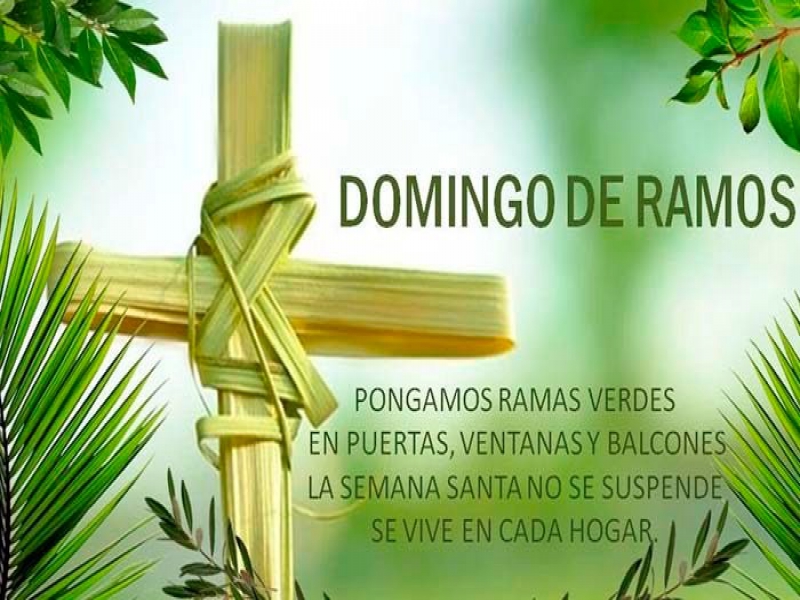 DOMINGO DE RAMOS
PONGAMOS RAMAS VERDES
EN PUERTAS, VENTANAS Y BALCONES
LA SEMANA SANTA NO SE SUSPENDE
SE VIVE EN CADA HOGAR.